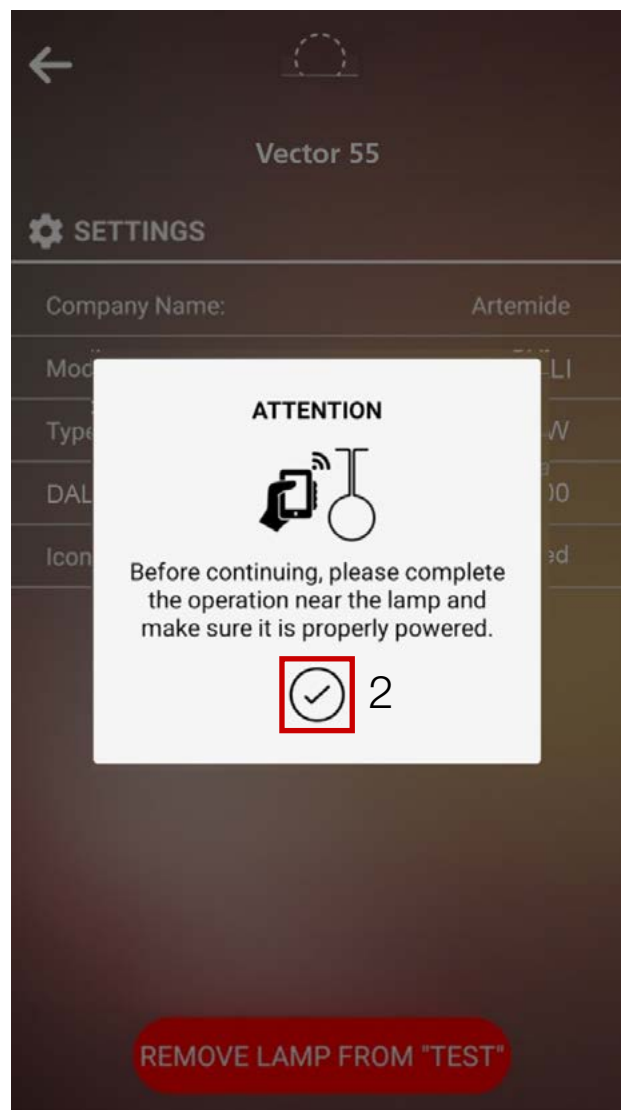 Vector 55
SETTINGS
Company Name: Artemide
ATTENTION
Before continuing, please complete
the operation near the lamp and
make sure it is properly powered.
2
REMOVE LAMP FROM "TEST"